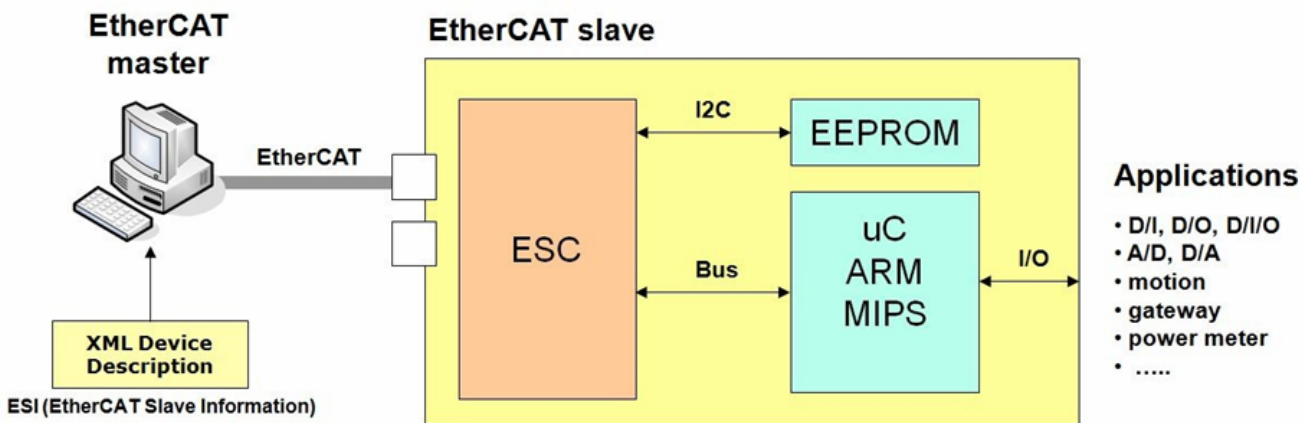 EtherCAT
master
EtherCAT
XML Device
Description
ESI (EtherCAT Slave Information)
EtherCAT slave
ESC
I2C
EEPROM
Bus
uC
ARM
MIPS
I/O
Applications
• D/I, D/O, D/I/O
• A/D, D/A
• motion
• gateway
• power meter
• .....